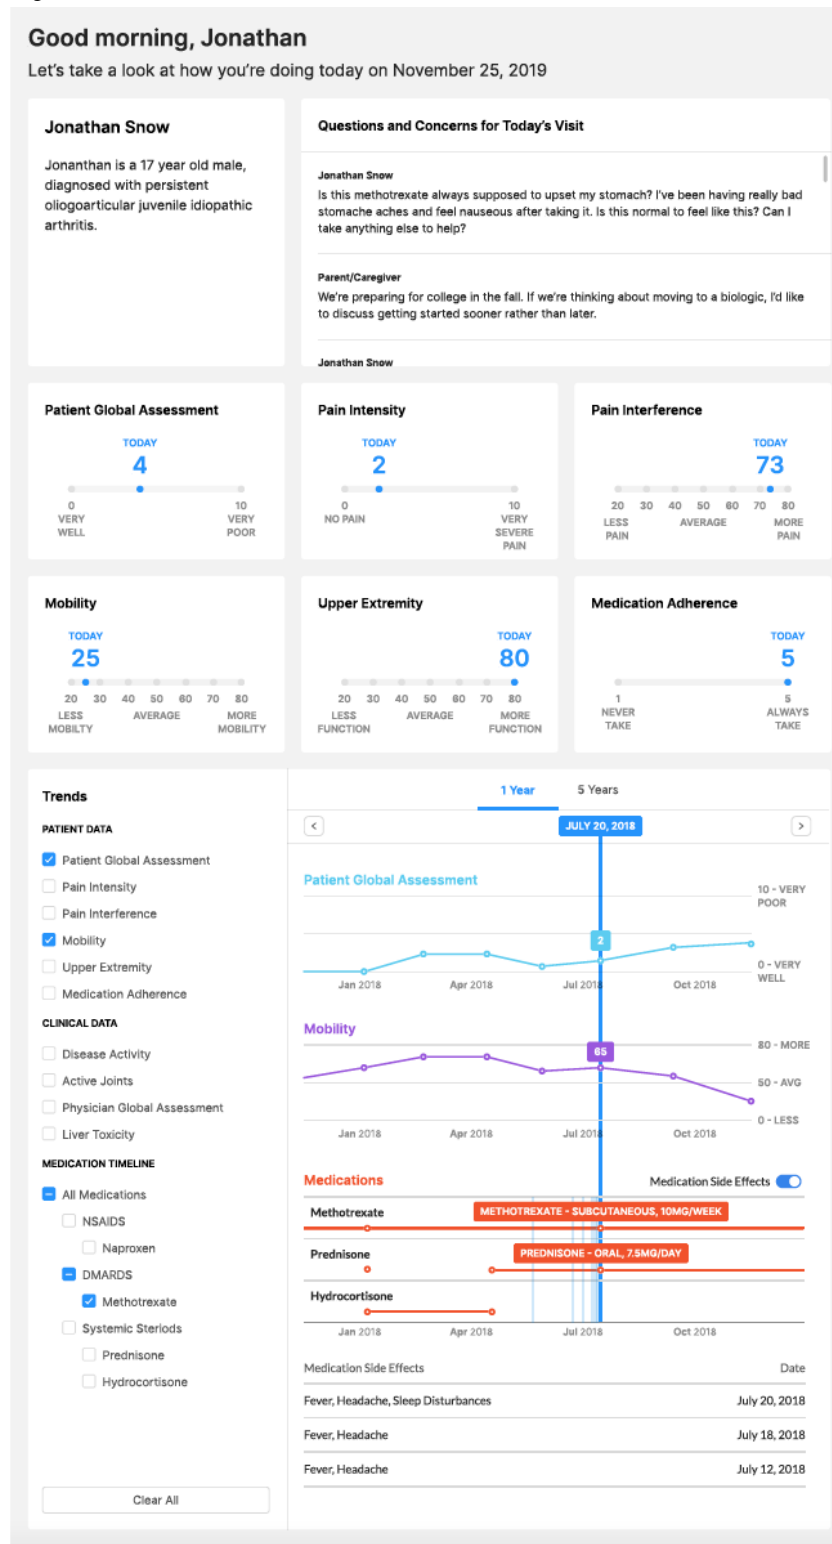 Good morning, Jonathan
Let's take a look at how you're doing today on November 25, 2019
Jonathan Snow
Jonanthan is a 17 year old male,
diagnosed with persistent
oliogoarticular juvenile idiopathic
arthritis.
Questions and Concerns for Today's Visit
Jonathan Snow
Is this methotrexate always supposed to upset my stomach? I've been having really bad
stomache aches and feel nauseous after taking it. Is this normal to feel like this? Can I
take anything else to help?
Parent/Caregiver
We're preparing for college in the fall. If we're thinking about moving to a biologic, I'd like
to discuss getting started sooner rather than later.
Jonathan Snow
Patient Global Assessment
TODAY
4
0 10
VERY VERY
WELL POOR
Pain Intensity
TODAY
2
0 10
NO PAIN VERY
SEVERE
PAIN
Pain Interference
TODAY
73
20 30 40 50 60 70 80
LESS AVERAGE MORE
PAIN PAIN
Mobility
TODAY
25
20 30 40 50 60 70 80
LESS AVERAGE MORE
MOBILTY MOBILITY
Upper Extremity
TODAY
80
20 30 40 50 60 70 80
LESS AVERAGE MORE
FUNCTION FUNCTION
Medication Adherence
TODAY
5
1 5
NEVER ALWAYS
TAKE TAKE
Trends
PATIENT DATA
Patient Global Assessment
Pain Intensity
Pain Interference
Mobility
Upper Extremity
Medication Adherence
CLINICAL DATA
Disease Activity
Active Joints
Physician Global Assessment
Liver Toxicity
MEDICATION TIMELINE
All Medications
NSAIDS
Naproxen
DMARDS
Methotrexate
Systemic Steriods
Prednisone
Hydrocortisone
Clear All
1 Year 5 Years
< JULY 20, 2018 >
Patient Global Assessment
10 - VERY
POOR
2
0 - VERY
WELL
Jan 2018 Apr 2018 Jul 2018 Oct 2018
Mobility
80 - MORE
65
50 - AVG
0 - LESS
Jan 2018 Apr 2018 Jul 2018 Oct 2018
Medications Medication Side Effects
Methotrexate METHOTREXATE - SUBCUTANEOUS, 10MG/WEEK
Prednisone PREDNISONE - ORAL, 7.5MG/DAY
Hydrocortisone
Jan 2018 Apr 2018 Jul 2018 Oct 2018
Medication Side Effects Date
Fever, Headache, Sleep Disturbances July 20, 2018
Fever, Headache July 18, 2018
Fever, Headache July 12, 2018